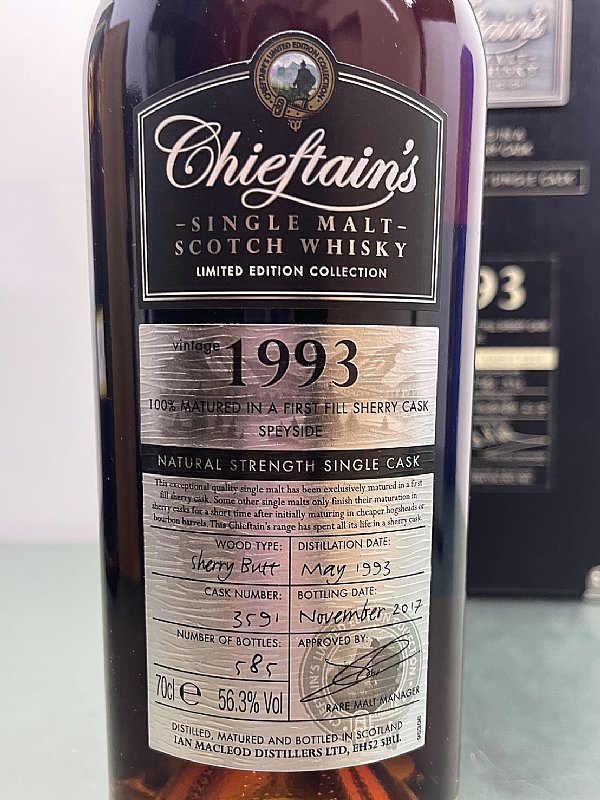 CHIEFTAIN'S LIMITED EDITION COLLECTION
Chieftain's
-SINGLE MALT-
SCOTCH WHISKY
LIMITED EDITION COLLECTION
vintage 1993
100% MATURED IN A FIRST FILL SHERRY CASK
SPEYSIDE
NATURAL STRENGTH SINGLE CASK
This exceptional quality single malt has been exclusively matured in a first
fill sherry cask. Some other single malts only finish their maturation in
sherry casks for a short time after initially maturing in cheaper hogsheads or
bourbon barrels. This Chieftain's range has spent all its life in a sherry cask.
WOOD TYPE: Sherry Butt
DISTILLATION DATE: May 1993
CASK NUMBER: 3591
BOTTLING DATE: November 2017
NUMBER OF BOTTLES: 585
APPROVED BY:
70cl e 56.3% Vol
RARE MALT MANAGER
DISTILLED, MATURED AND BOTTLED IN SCOTLAND
IAN MACLEOD DISTILLERS LTD, EH52 5BU.
93